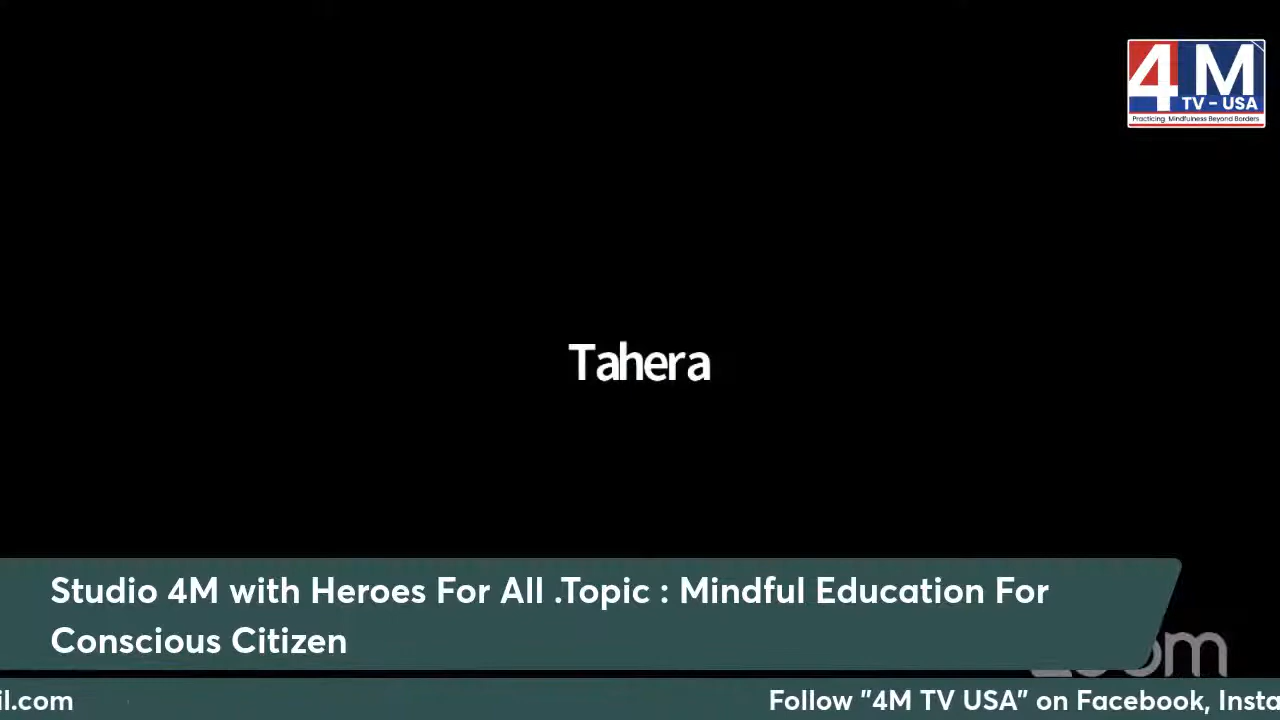 4M
TV - USA
Practicing Mindfulness Beyond Borders
Tahera
Studio 4M with Heroes For All .Topic : Mindful Education For
Conscious Citizen
zoom
il.com
Follow "4M TV USA" on Facebook, Insta